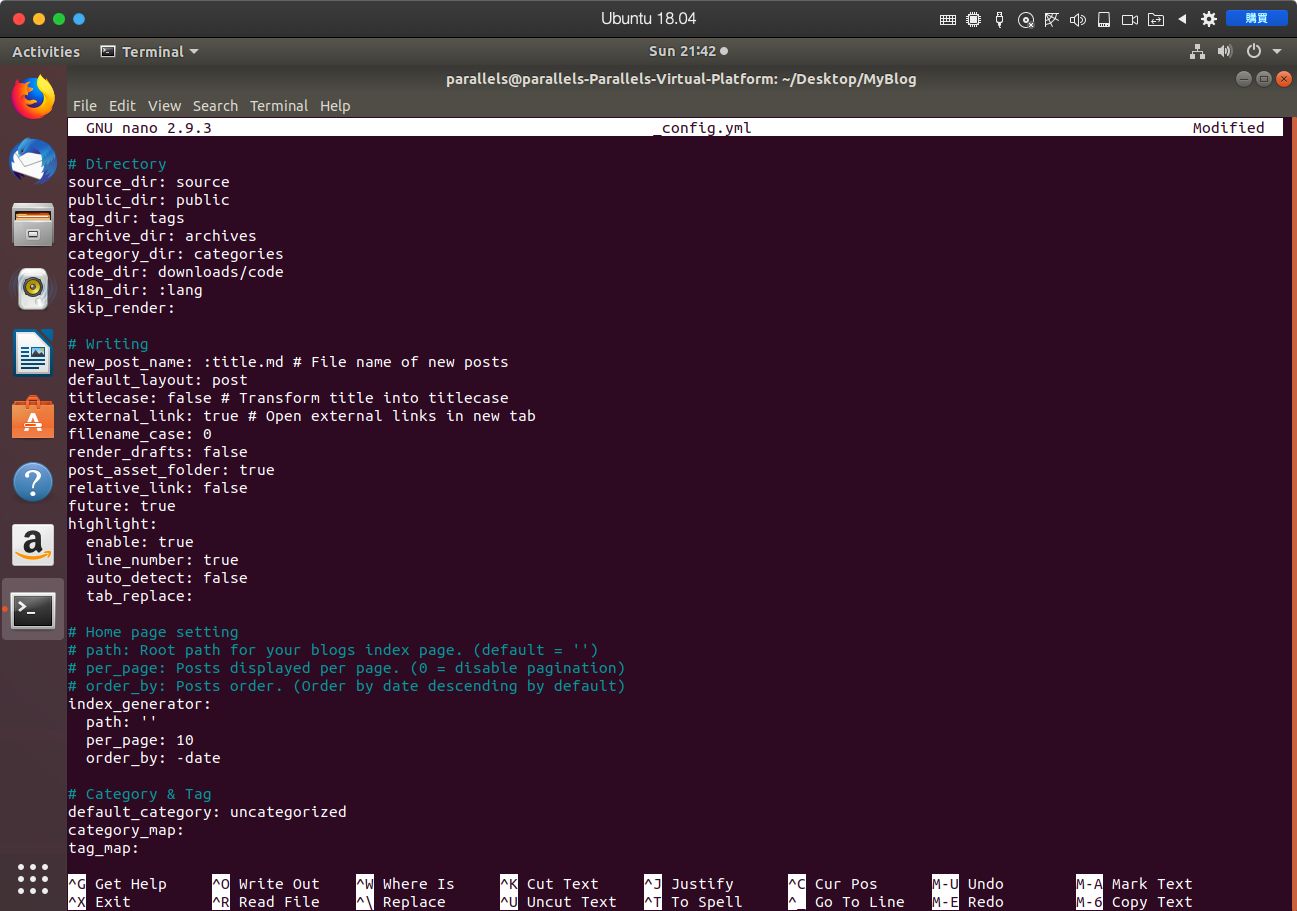 Ubuntu 18.04
購買
Activities Terminal Sun 21:42
parallels@parallels-Parallels-Virtual-Platform: ~/Desktop/MyBlog
File Edit View Search Terminal Help
GNU nano 2.9.3 _config.yml Modified
# Directory
source_dir: source
public_dir: public
tag_dir: tags
archive_dir: archives
category_dir: categories
code_dir: downloads/code
i18n_dir: :lang
skip_render:
# Writing
new_post_name: :title.md # File name of new posts
default_layout: post
titlecase: false # Transform title into titlecase
external_link: true # Open external links in new tab
filename_case: 0
render_drafts: false
post_asset_folder: true
relative_link: false
future: true
highlight:
  enable: true
  line_number: true
  auto_detect: false
  tab_replace:
# Home page setting
# path: Root path for your blogs index page. (default = '')
# per_page: Posts displayed per page. (0 = disable pagination)
# order_by: Posts order. (Order by date descending by default)
index_generator:
  path: ''
  per_page: 10
  order_by: -date
# Category & Tag
default_category: uncategorized
category_map:
tag_map:
^G Get Help ^O Write Out ^W Where Is ^K Cut Text ^J Justify ^C Cur Pos M-U Undo M-A Mark Text
^X Exit ^R Read File ^\ Replace ^U Uncut Text ^T To Spell ^_ Go To Line M-E Redo M-6 Copy Text